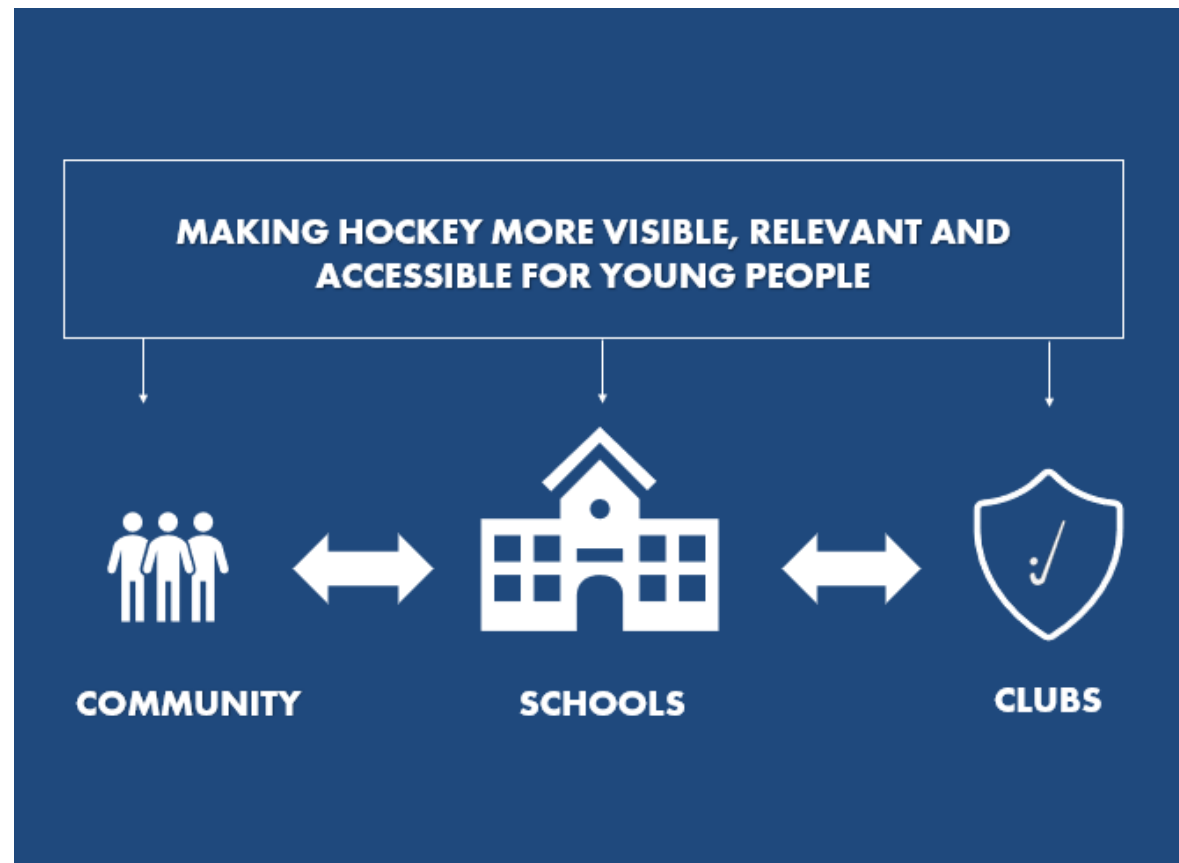 MAKING HOCKEY MORE VISIBLE, RELEVANT AND
ACCESSIBLE FOR YOUNG PEOPLE
COMMUNITY
SCHOOLS
CLUBS